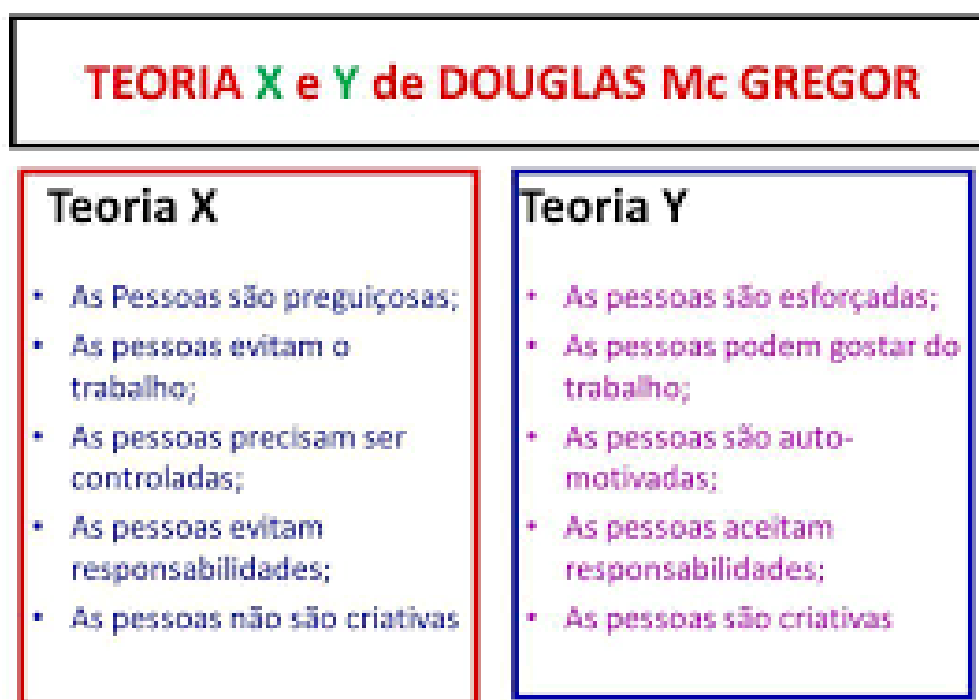 TEORIA X e Y de DOUGLAS Mc GREGOR
Teoria X
• As Pessoas são preguiçosas;
• As pessoas evitam o
trabalho;
• As pessoas precisam ser
controladas;
• As pessoas evitam
responsabilidades;
• As pessoas não são criativas
Teoria Y
• As pessoas são esforçadas;
• As pessoas podem gostar do
trabalho;
• As pessoas são auto-
motivadas;
• As pessoas aceitam
responsabilidades;
• As pessoas são criativas